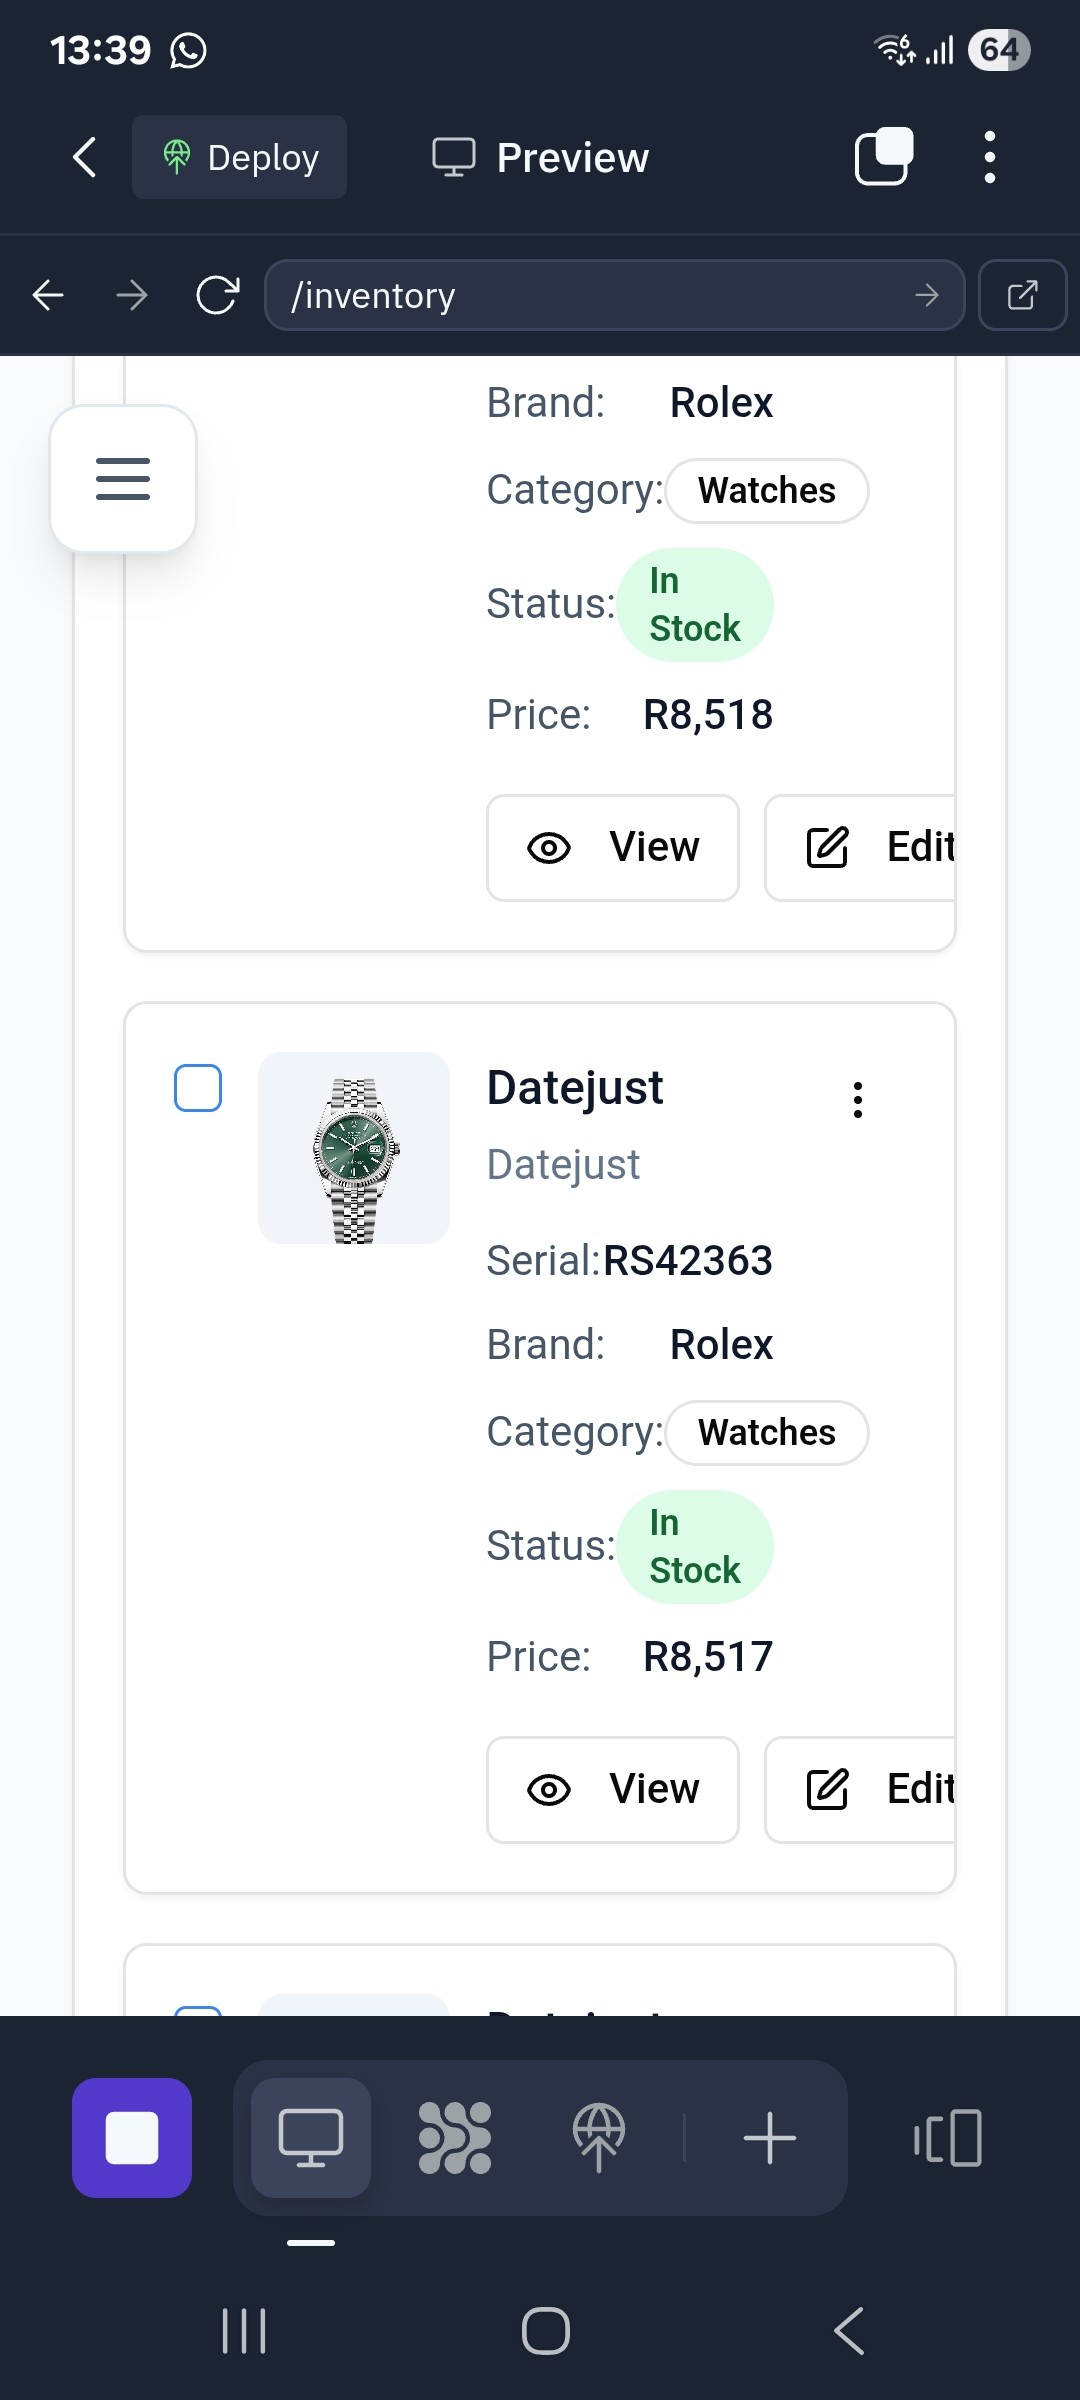 13:39
6
64
Deploy
Preview
/inventory
Brand: Rolex
Category: Watches
Status: In
Stock
Price: R8,518
View Edit
Datejust
Datejust
Serial: RS42363
Brand: Rolex
Category: Watches
Status: In
Stock
Price: R8,517
View Edit